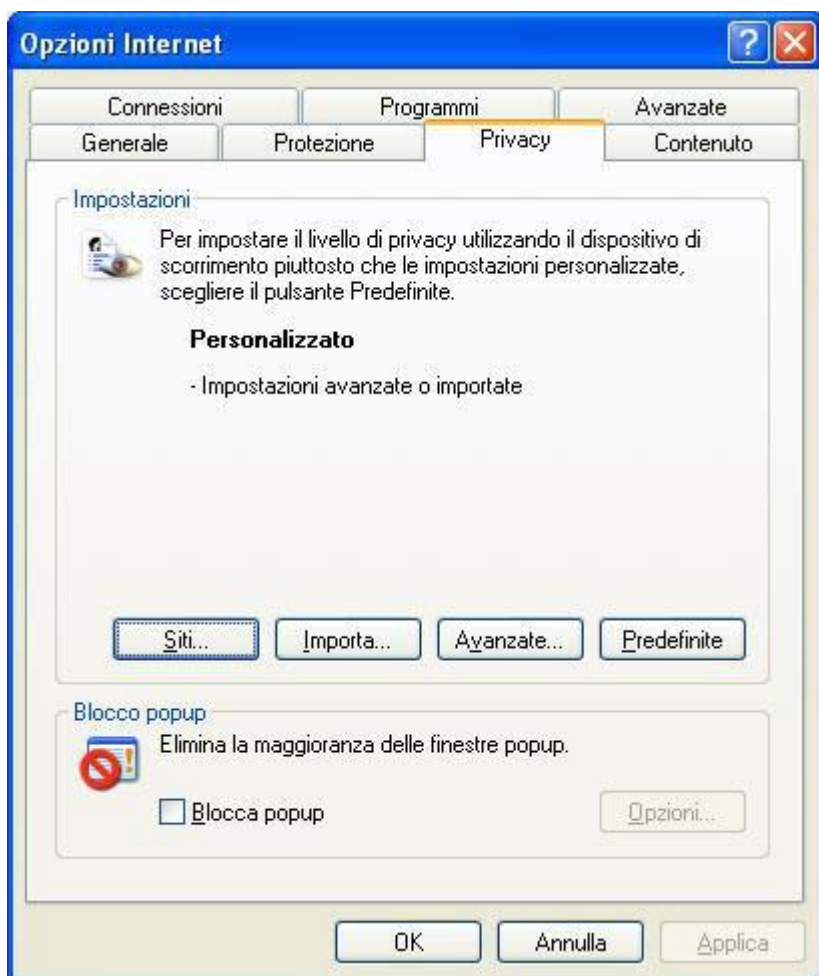 Opzioni Internet
?
Connessioni
Programmi
Avanzate
Generale
Protezione
Privacy
Contenuto
Impostazioni
Per impostare il livello di privacy utilizzando il dispositivo di
scorrimento piuttosto che le impostazioni personalizzate,
scegliere il pulsante Predefinite.
Personalizzato
- Impostazioni avanzate o importate
Siti...
Importa...
Avanzate...
Predefinite
Blocco popup
Elimina la maggioranza delle finestre popup.
Blocca popup
Opzioni...
OK
Annulla
Applica